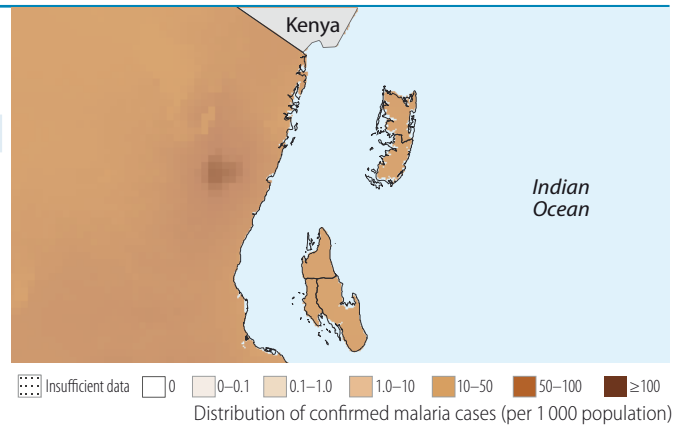 Kenya
Indian
Ocean
Insufficient data 0 0–0.1 0.1–1.0 1.0–10 10–50 50–100 ≥100
Distribution of confirmed malaria cases (per 1 000 population)